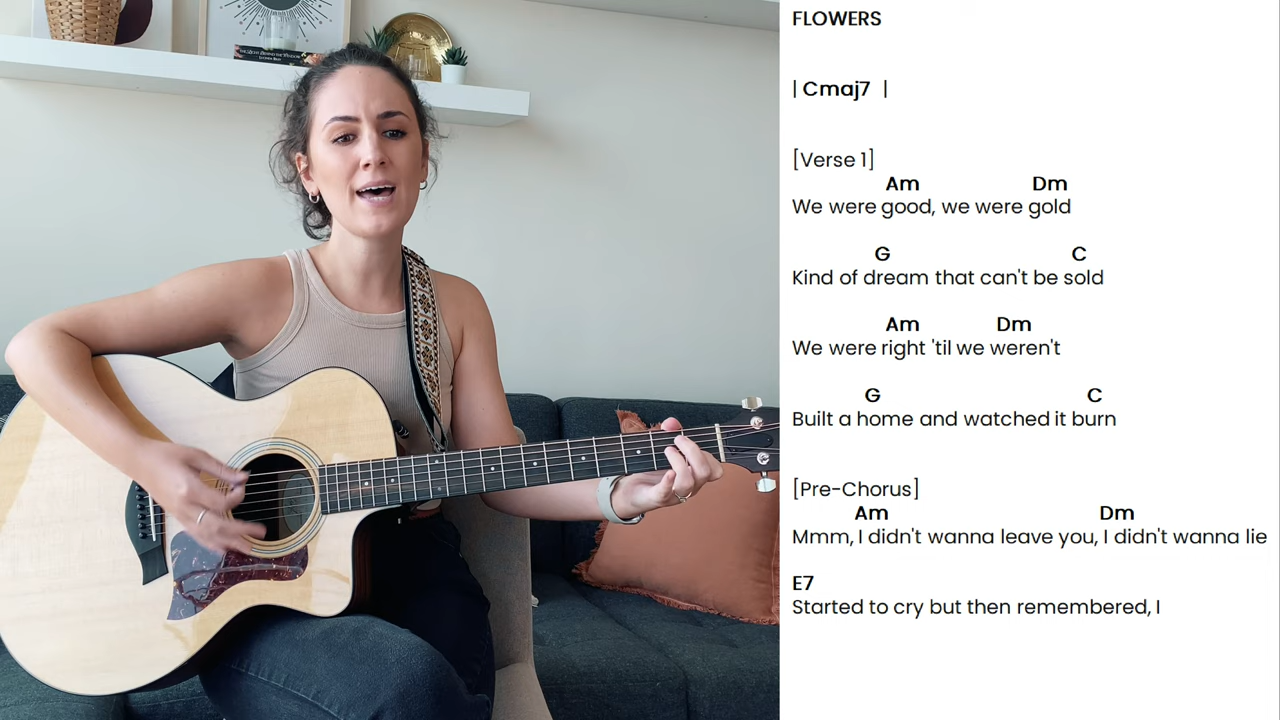 FLOWERS
| Cmaj7 |
[Verse 1]
Am Dm
We were good, we were gold
G C
Kind of dream that can't be sold
Am Dm
We were right 'til we weren't
G C
Built a home and watched it burn
[Pre-Chorus]
Am Dm
Mmm, I didn't wanna leave you, I didn't wanna lie
E7
Started to cry but then remembered, I